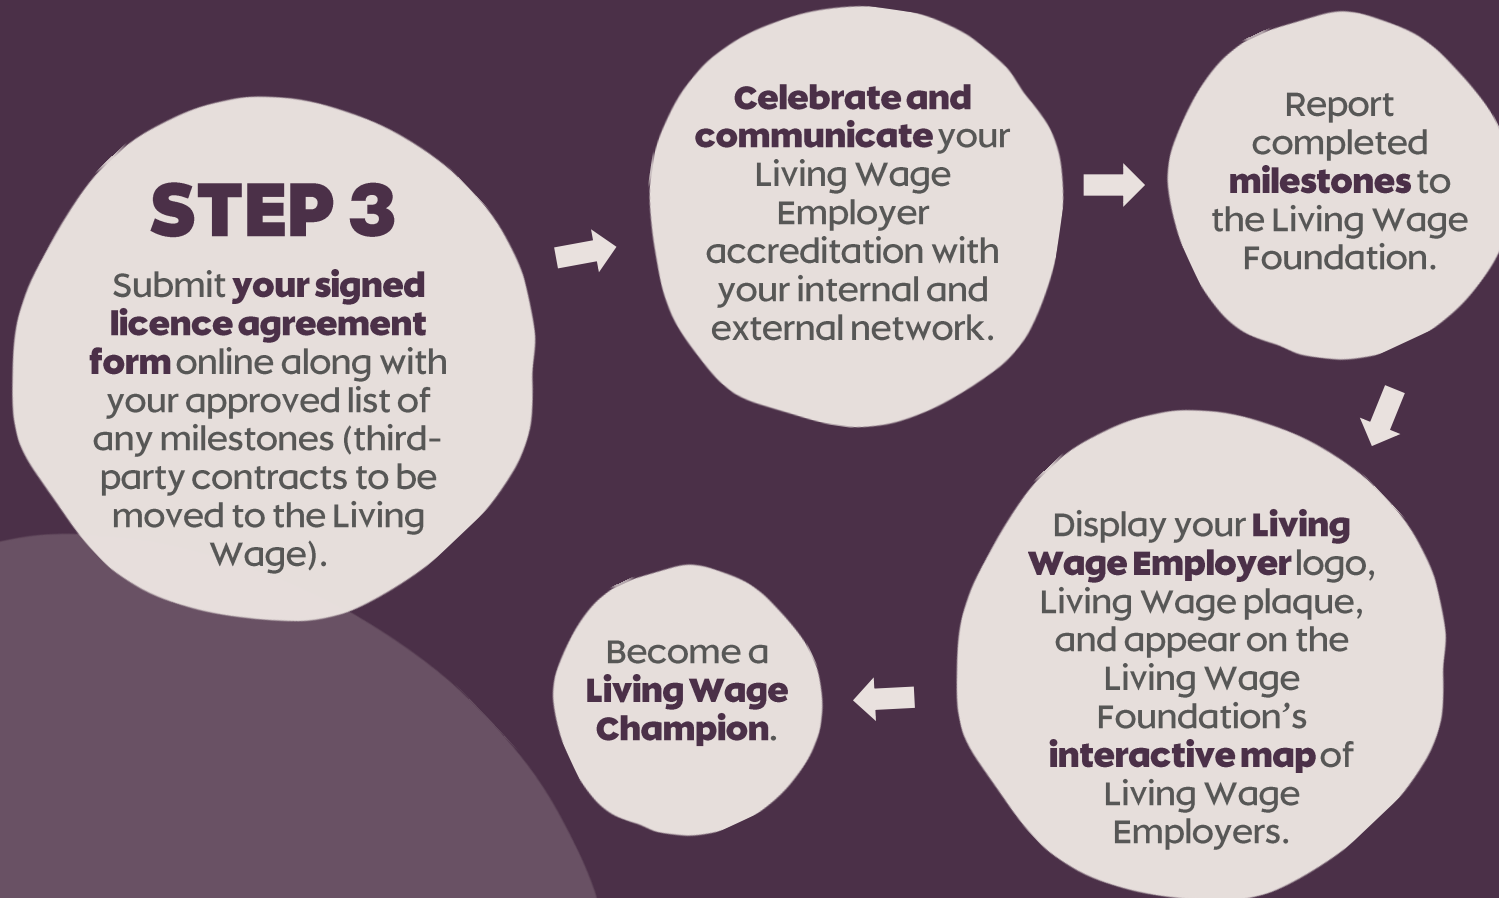 STEP 3
Submit your signed
licence agreement
form online along with
your approved list of
any milestones (third-
party contracts to be
moved to the Living
Wage).
Celebrate and
communicate your
Living Wage
Employer
accreditation with
your internal and
external network.
Report
completed
milestones to
the Living Wage
Foundation.
Display your Living
Wage Employer logo,
Living Wage plaque,
and appear on the
Living Wage
Foundation’s
interactive map of
Living Wage
Employers.
Become a
Living Wage
Champion.